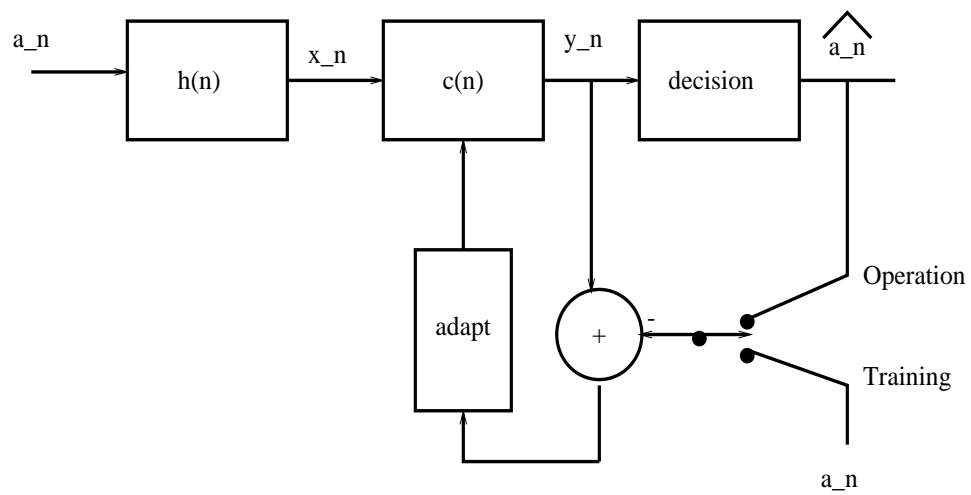 a_n
h(n)
x_n
c(n)
y_n
decision
a_n
Operation
adapt
+
-
Training
a_n